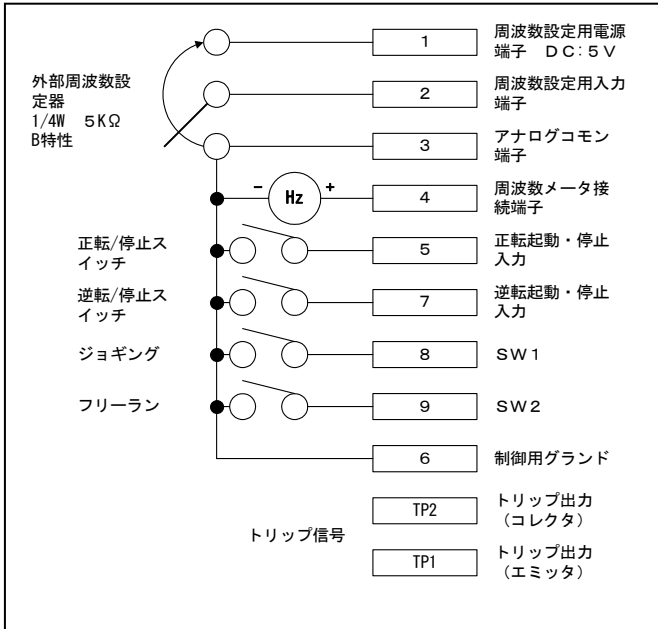 1
周波数設定用電源
端子 DC:5V
外部周波数設
定器
1/4W 5KΩ
B特性
2
周波数設定用入力
端子
3
アナログコモン
端子
- Hz +
4
周波数メータ接
続端子
正転/停止ス
イッチ
5
正転起動・停止
入力
逆転/停止ス
イッチ
7
逆転起動・停止
入力
ジョギング
8
SW1
フリーラン
9
SW2
6
制御用グランド
トリップ信号
TP2
トリップ出力
(コレクタ)
TP1
トリップ出力
(エミッタ)